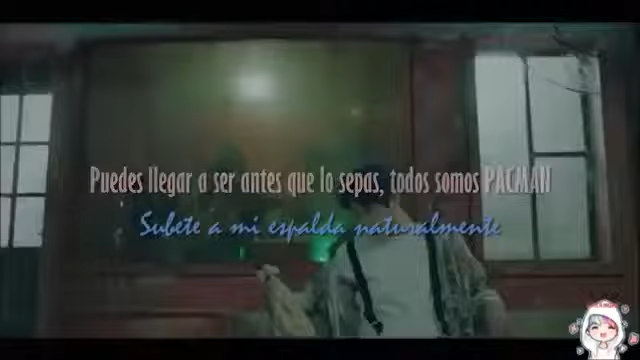 Puedes llegar a ser antes que lo sepas, todos somos PACMAN
Subete a mi espalda naturalmente